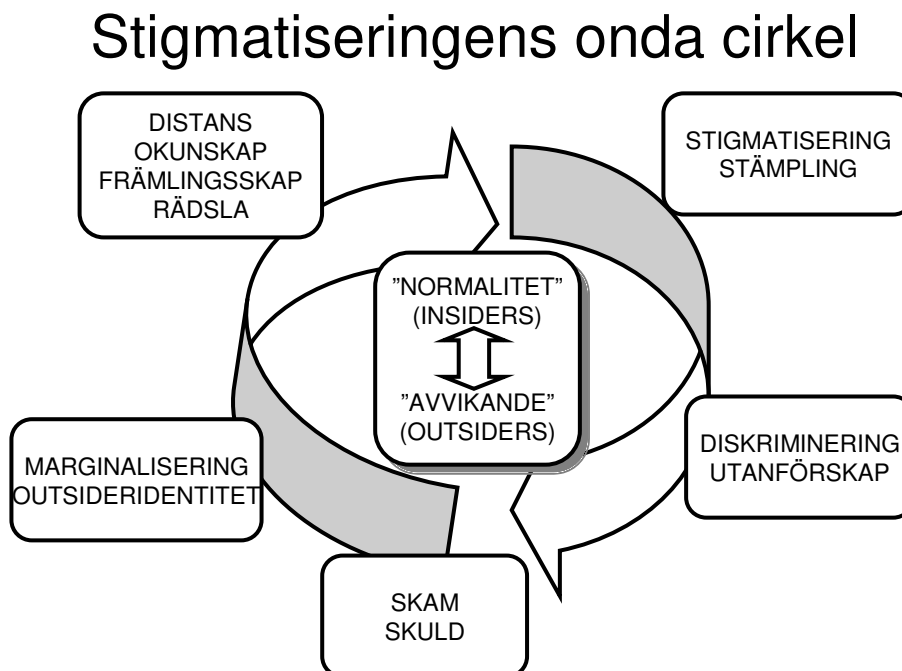 Stigmatiseringens onda cirkel
DISTANS
OKUNSKAP
FRÄMLINGSSKAP
RÄDSLA
STIGMATISERING
STÄMPLING
”NORMALITET”
(INSIDERS)
”AVVIKANDE”
(OUTSIDERS)
MARGINALISERING
OUTSIDERIDENTITET
DISKRIMINERING
UTANFÖRSKAP
SKAM
SKULD